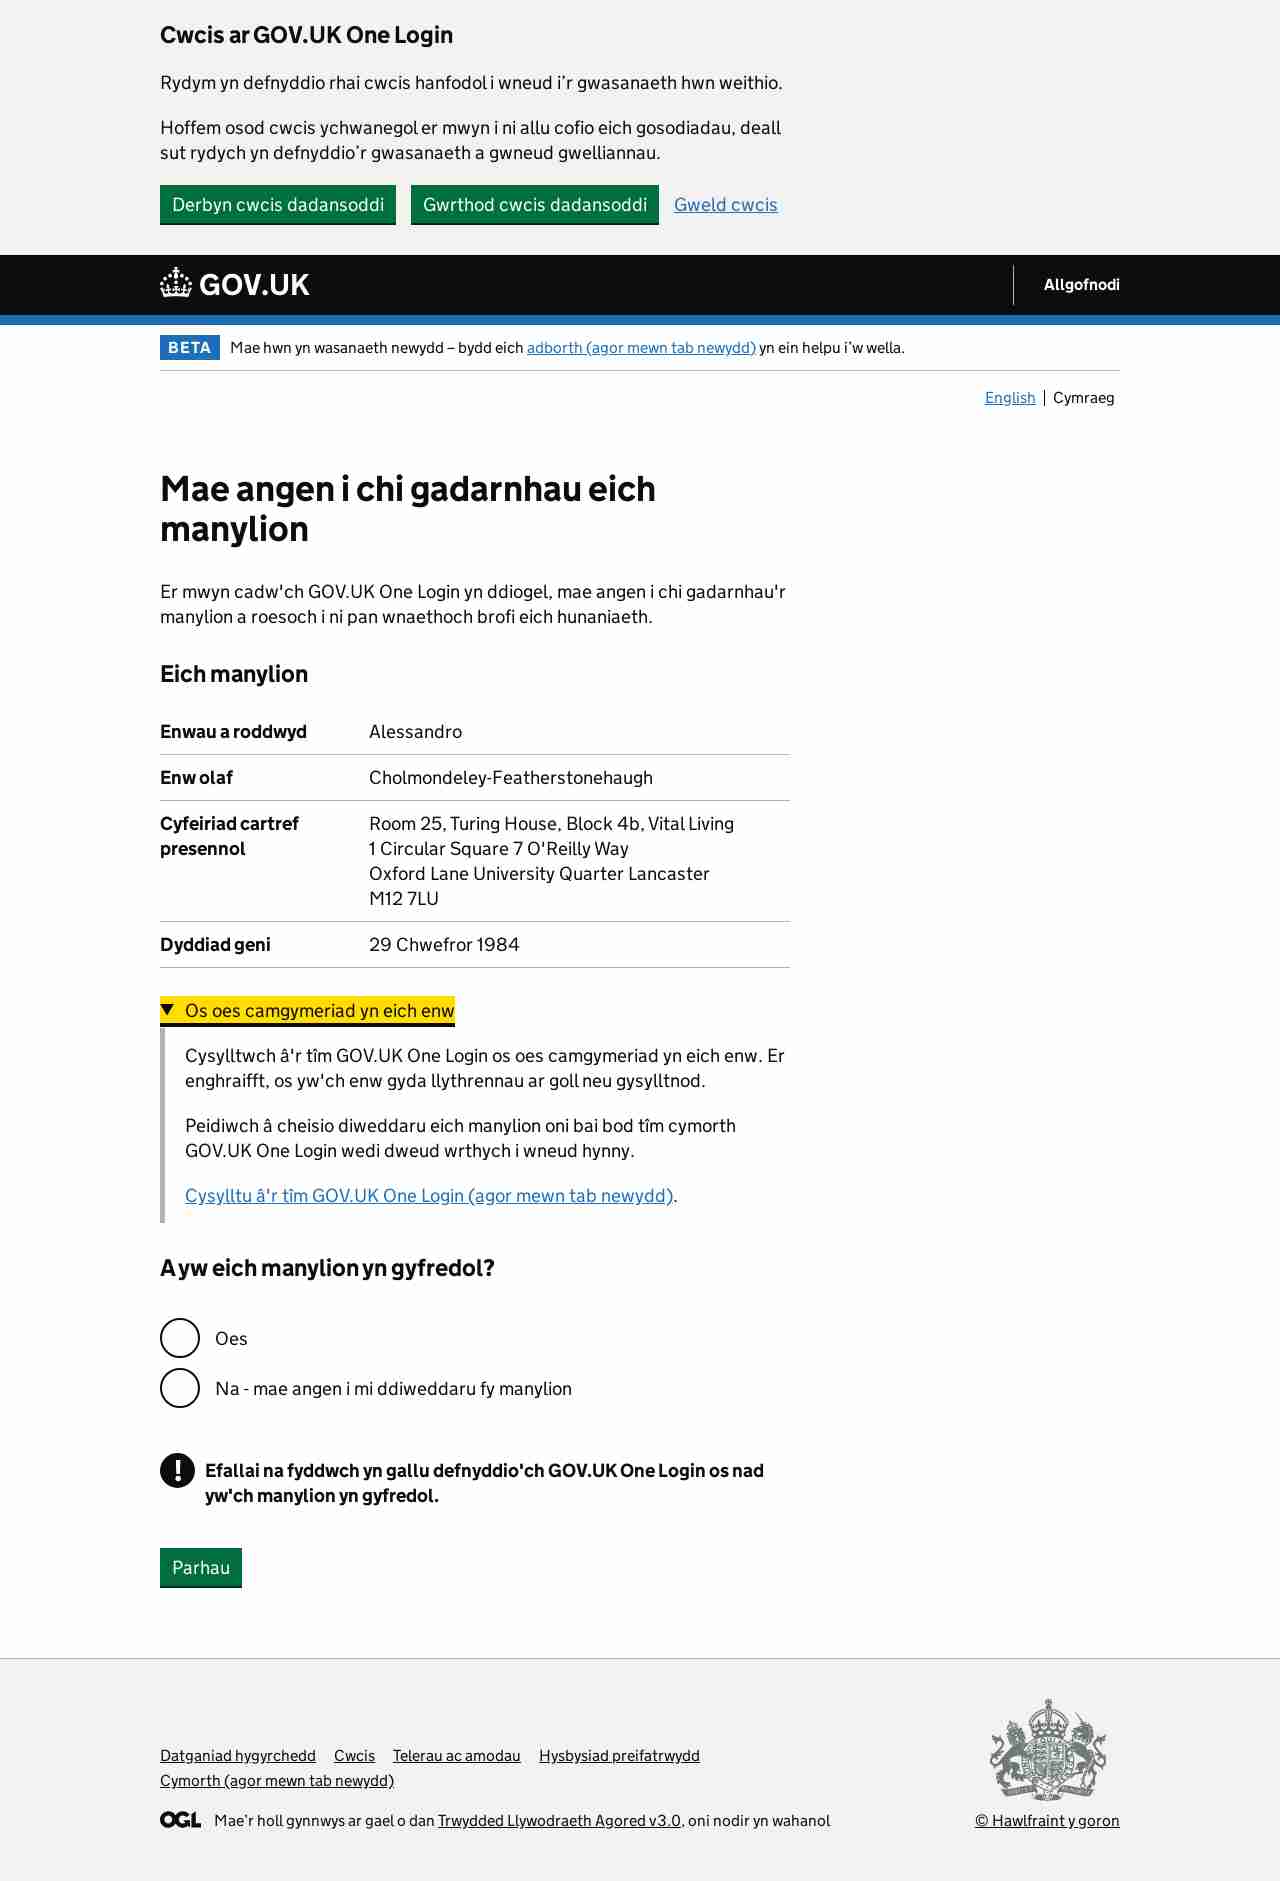 Cwcis ar GOV.UK One Login
Rydym yn defnyddio rhai cwcis hanfodol i wneud i’r gwasanaeth hwn weithio.
Hoffem osod cwcis ychwanegol er mwyn i ni allu cofio eich gosodiadau, deall
sut rydych yn defnyddio’r gwasanaeth a gwneud gwelliannau.
Derbyn cwcis dadansoddi Gwrthod cwcis dadansoddi Gweld cwcis
GOV.UK Allgofnodi
BETA Mae hwn yn wasanaeth newydd – bydd eich adborth (agor mewn tab newydd) yn ein helpu i’w wella.
English Cymraeg
Mae angen i chi gadarnhau eich
manylion
Er mwyn cadw'ch GOV.UK One Login yn ddiogel, mae angen i chi gadarnhau'r
manylion a roesoch i ni pan wnaethoch brofi eich hunaniaeth.
Eich manylion
Enwau a roddwyd Alessandro
Enw olaf Cholmondeley-Featherstonehaugh
Cyfeiriad cartref Room 25, Turing House, Block 4b, Vital Living
presennol 1 Circular Square 7 O'Reilly Way
Oxford Lane University Quarter Lancaster
M12 7LU
Dyddiad geni 29 Chwefror 1984
Os oes camgymeriad yn eich enw
Cysylltwch â'r tîm GOV.UK One Login os oes camgymeriad yn eich enw. Er
enghraifft, os yw'ch enw gyda llythrennau ar goll neu gysylltnod.
Peidiwch â cheisio diweddaru eich manylion oni bai bod tîm cymorth
GOV.UK One Login wedi dweud wrthych i wneud hynny.
Cysylltu â'r tîm GOV.UK One Login (agor mewn tab newydd).
A yw eich manylion yn gyfredol?
Oes
Na - mae angen i mi ddiweddaru fy manylion
! Efallai na fyddwch yn gallu defnyddio'ch GOV.UK One Login os nad
yw'ch manylion yn gyfredol.
Parhau
Datganiad hygyrchedd Cwcis Telerau ac amodau Hysbysiad preifatrwydd
Cymorth (agor mewn tab newydd)
OGL Mae’r holl gynnwys ar gael o dan Trwydded Llywodraeth Agored v3.0, oni nodir yn wahanol © Hawlfraint y goron